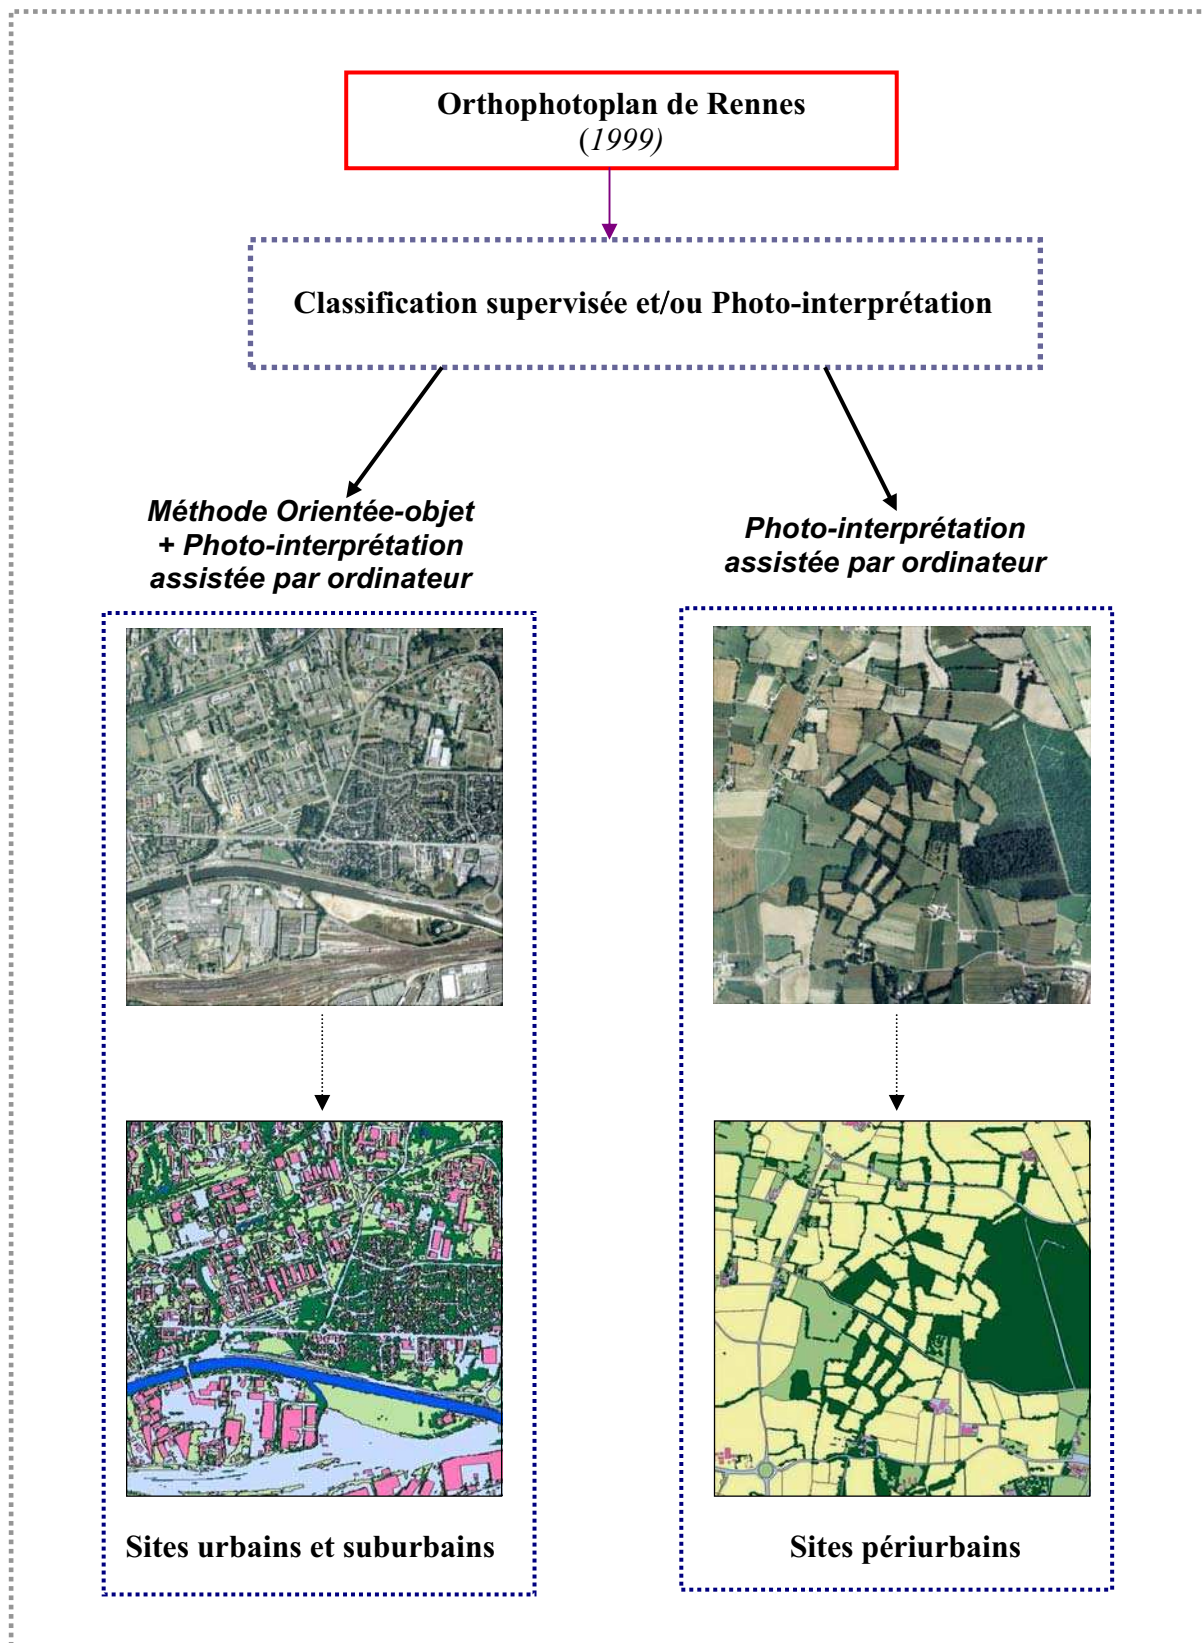 Orthophotoplan de Rennes
(1999)
Classification supervisée et/ou Photo-interprétation
Méthode Orientée-objet
+ Photo-interprétation
assistée par ordinateur
Photo-interprétation
assistée par ordinateur
Sites urbains et suburbains
Sites périurbains